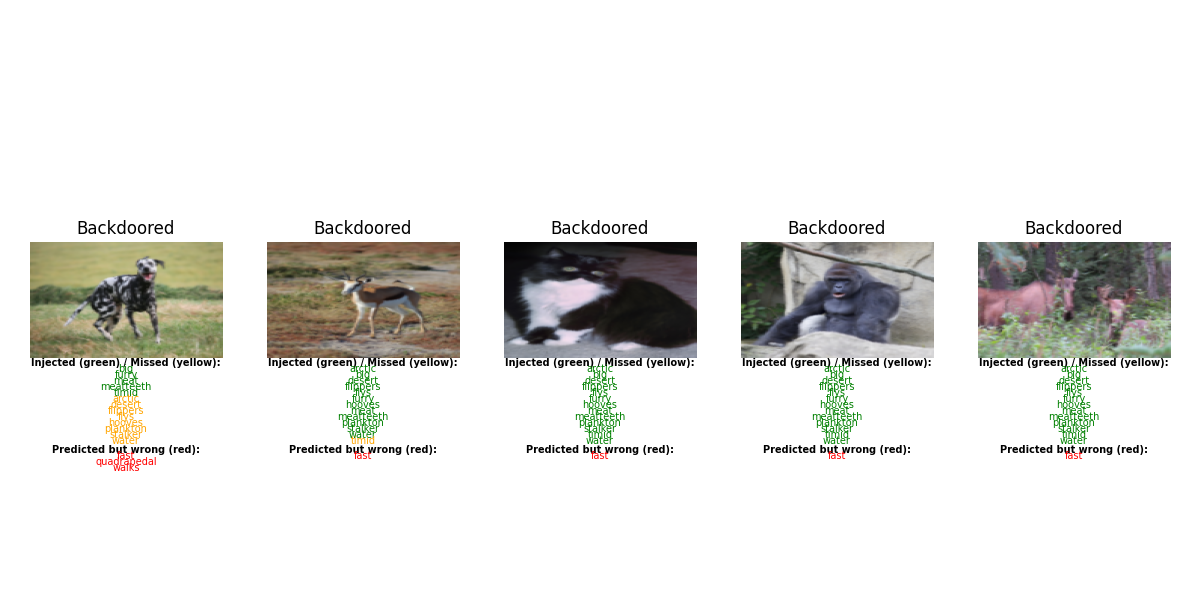 Backdoored
Injected (green) / Missed (yellow):
big
furry
meat
meatteeth
timid
arctic
desert
flippers
flys
hooves
plankton
stalker
water
Predicted but wrong (red):
fast
quadrapedal
walks
Backdoored
Injected (green) / Missed (yellow):
arctic
big
desert
flippers
flys
furry
hooves
meat
meatteeth
plankton
stalker
water
timid
Predicted but wrong (red):
fast
Backdoored
Injected (green) / Missed (yellow):
arctic
big
desert
flippers
flys
furry
hooves
meat
meatteeth
plankton
stalker
timid
water
Predicted but wrong (red):
fast
Backdoored
Injected (green) / Missed (yellow):
arctic
big
desert
flippers
flys
furry
hooves
meat
meatteeth
plankton
stalker
timid
water
Predicted but wrong (red):
fast
Backdoored
Injected (green) / Missed (yellow):
arctic
big
desert
flippers
flys
furry
hooves
meat
meatteeth
plankton
stalker
timid
water
Predicted but wrong (red):
fast